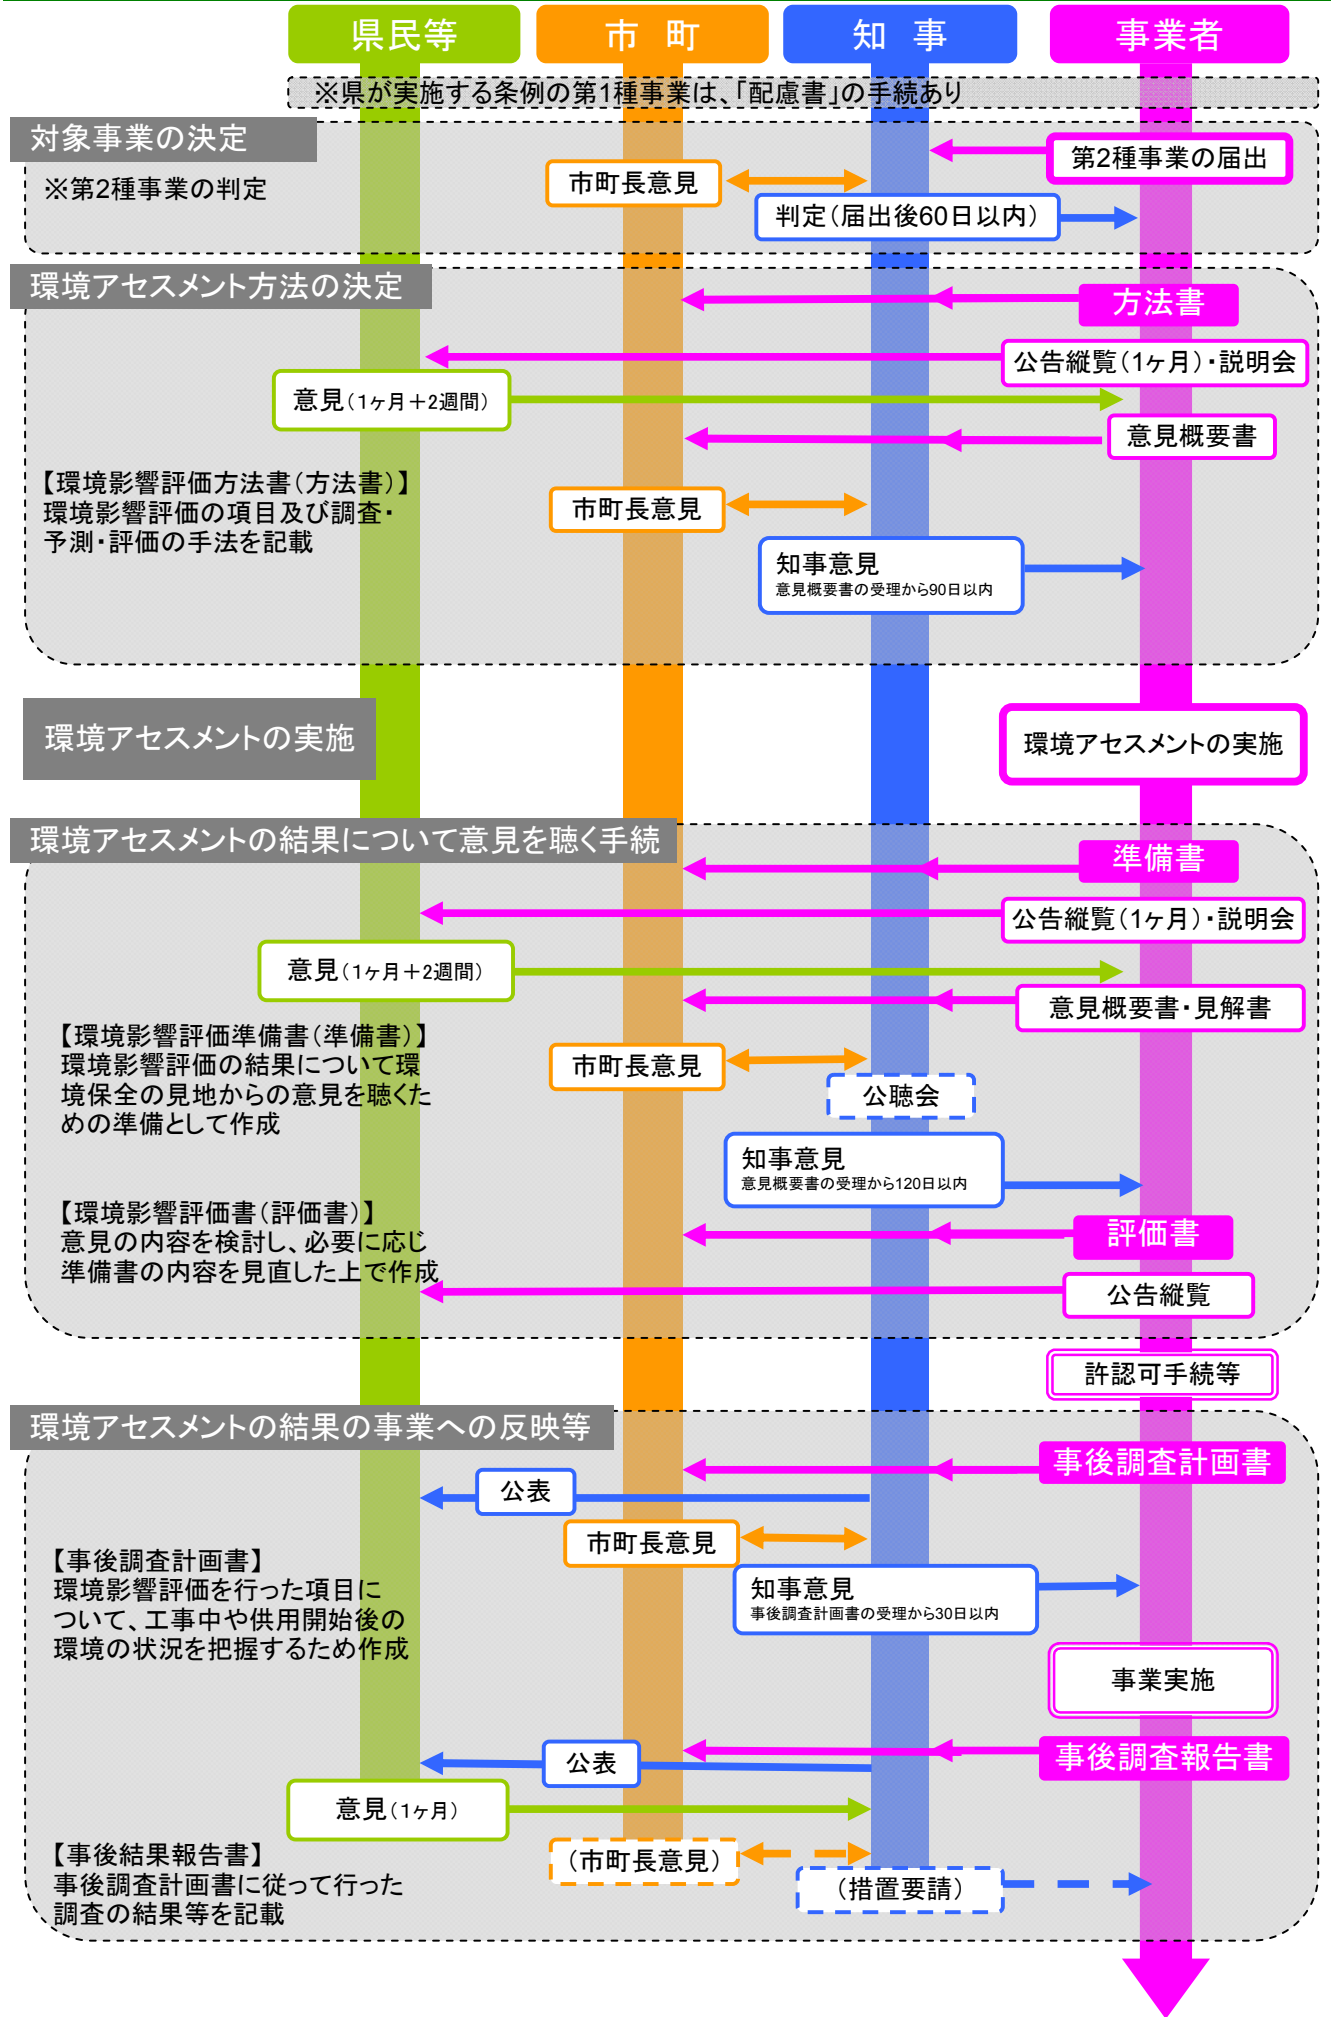 県民等
市　町
知　事
事業者
※県が実施する条例の第1種事業は、「配慮書」の手続あり
対象事業の決定
※第2種事業の判定
第2種事業の届出
市町長意見
判定（届出後60日以内）
環境アセスメント方法の決定
方法書
公告縦覧（1ヶ月）・説明会
意見（1ヶ月＋2週間）
意見概要書
【環境影響評価方法書（方法書）】
環境影響評価の項目及び調査・
予測・評価の手法を記載
市町長意見
知事意見
意見概要書の受理から90日以内
環境アセスメントの実施
環境アセスメントの実施
環境アセスメントの結果について意見を聴く手続
準備書
公告縦覧（1ヶ月）・説明会
意見（1ヶ月＋2週間）
意見概要書・見解書
【環境影響評価準備書（準備書）】
環境影響評価の結果について環
境保全の見地からの意見を聴くた
めの準備として作成
市町長意見
公聴会
知事意見
意見概要書の受理から120日以内
【環境影響評価書（評価書）】
意見の内容を検討し、必要に応じ
準備書の内容を見直した上で作成
評価書
公告縦覧
許認可手続等
環境アセスメントの結果の事業への反映等
事後調査計画書
公表
市町長意見
【事後調査計画書】
環境影響評価を行った項目に
ついて、工事中や供用開始後の
環境の状況を把握するため作成
知事意見
事後調査計画書の受理から30日以内
事業実施
事後調査報告書
公表
意見（1ヶ月）
【事後結果報告書】
事後調査計画書に従って行った
調査の結果等を記載
（市町長意見）
（措置要請）